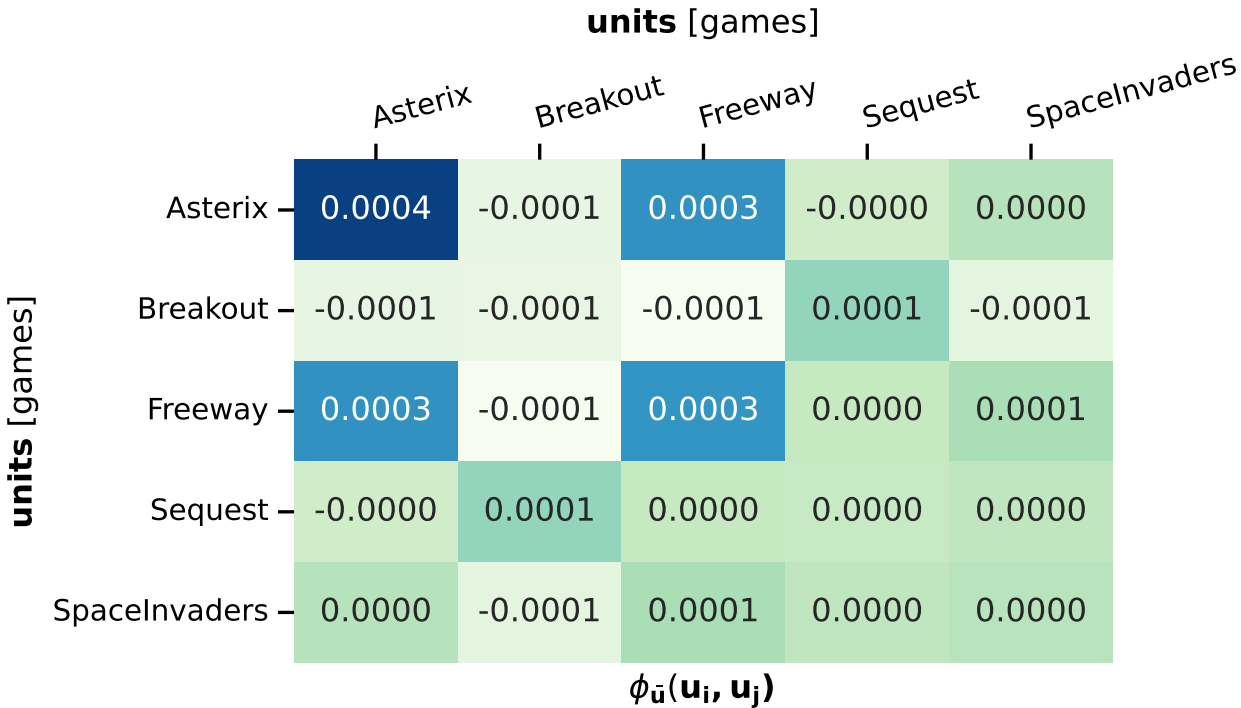 units [games]
Asterix Breakout Freeway Sequest SpaceInvaders
Asterix 0.0004 -0.0001 0.0003 -0.0000 0.0000
Breakout -0.0001 -0.0001 -0.0001 0.0001 -0.0001
Freeway 0.0003 -0.0001 0.0003 0.0000 0.0001
Sequest -0.0000 0.0001 0.0000 0.0000 0.0000
SpaceInvaders 0.0000 -0.0001 0.0001 0.0000 0.0000
units [games]
ϕ_ū(u_i, u_j)